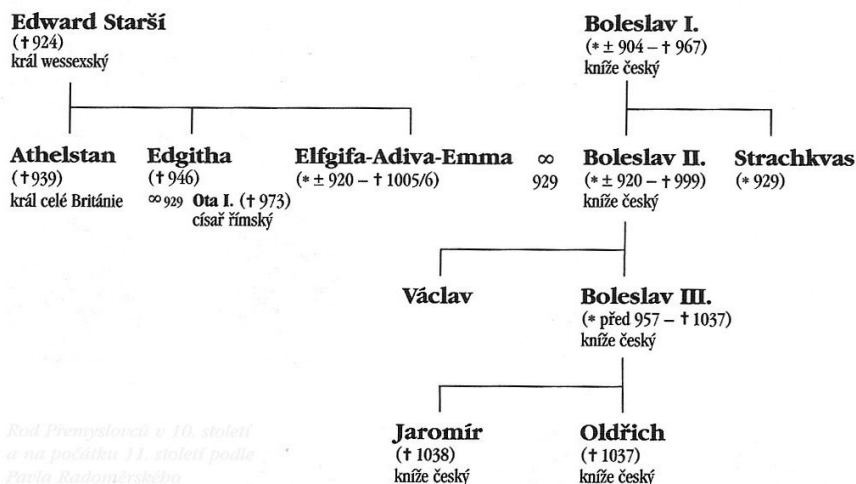 Edward Starší
(†924)
král wessexský
Boleslav I.
(* ± 904 – † 967)
kníže český
Athelstan
(†939)
král celé Británie
Edgitha
(†946)
∞ 929 Ota I. († 973)
císař římský
Elfgifa-Adiva-Emma
(* ± 920 – † 1005/6)
∞
929
Boleslav II.
(* ± 920 – †999)
kníže český
Strachkvas
(* 929)
Václav
Boleslav III.
(* před 957 – † 1037)
kníže český
Jaromír
(† 1038)
kníže český
Oldřich
(† 1037)
kníže český
Rod Přemyslovců v 10. století
a na počátku 11. století podle
Pavla Radoměrského